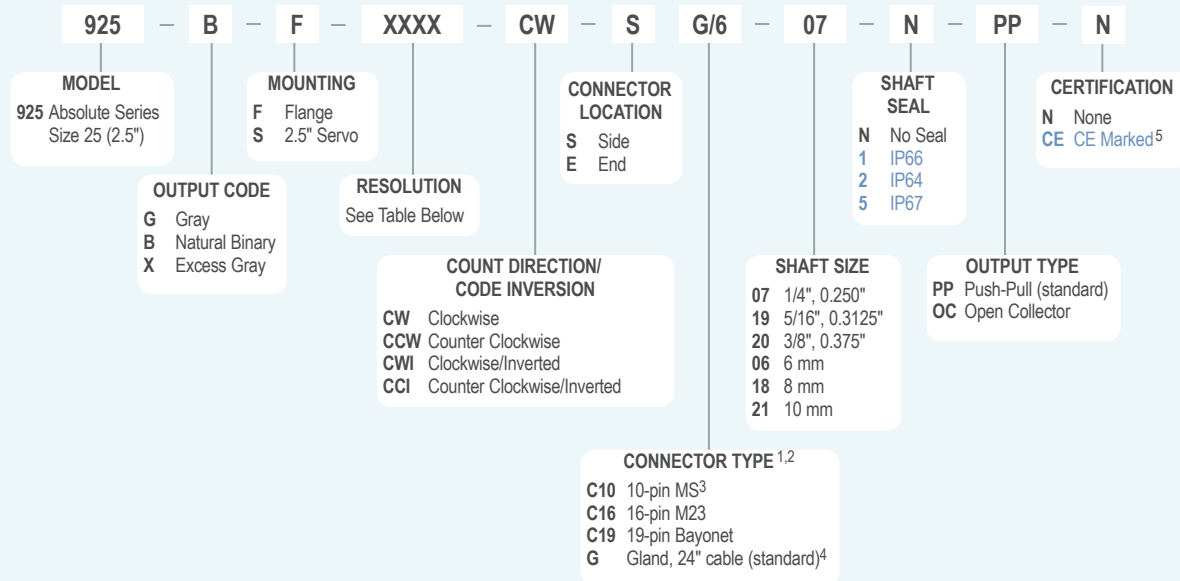 925 – B – F – XXXX – CW – S G/6 – 07 – N – PP – N
MODEL
925 Absolute Series
Size 25 (2.5")
OUTPUT CODE
G Gray
B Natural Binary
X Excess Gray
MOUNTING
F Flange
S 2.5" Servo
RESOLUTION
See Table Below
COUNT DIRECTION/
CODE INVERSION
CW Clockwise
CCW Counter Clockwise
CWI Clockwise/Inverted
CCI Counter Clockwise/Inverted
CONNECTOR
LOCATION
S Side
E End
CONNECTOR TYPE 1,2
C10 10-pin MS3
C16 16-pin M23
C19 19-pin Bayonet
G Gland, 24" cable (standard)4
SHAFT SIZE
07 1/4", 0.250"
19 5/16", 0.3125"
20 3/8", 0.375"
06 6 mm
18 8 mm
21 10 mm
SHAFT
SEAL
N No Seal
1 IP66
2 IP64
5 IP67
OUTPUT TYPE
PP Push-Pull (standard)
OC Open Collector
CERTIFICATION
N None
CE CE Marked5